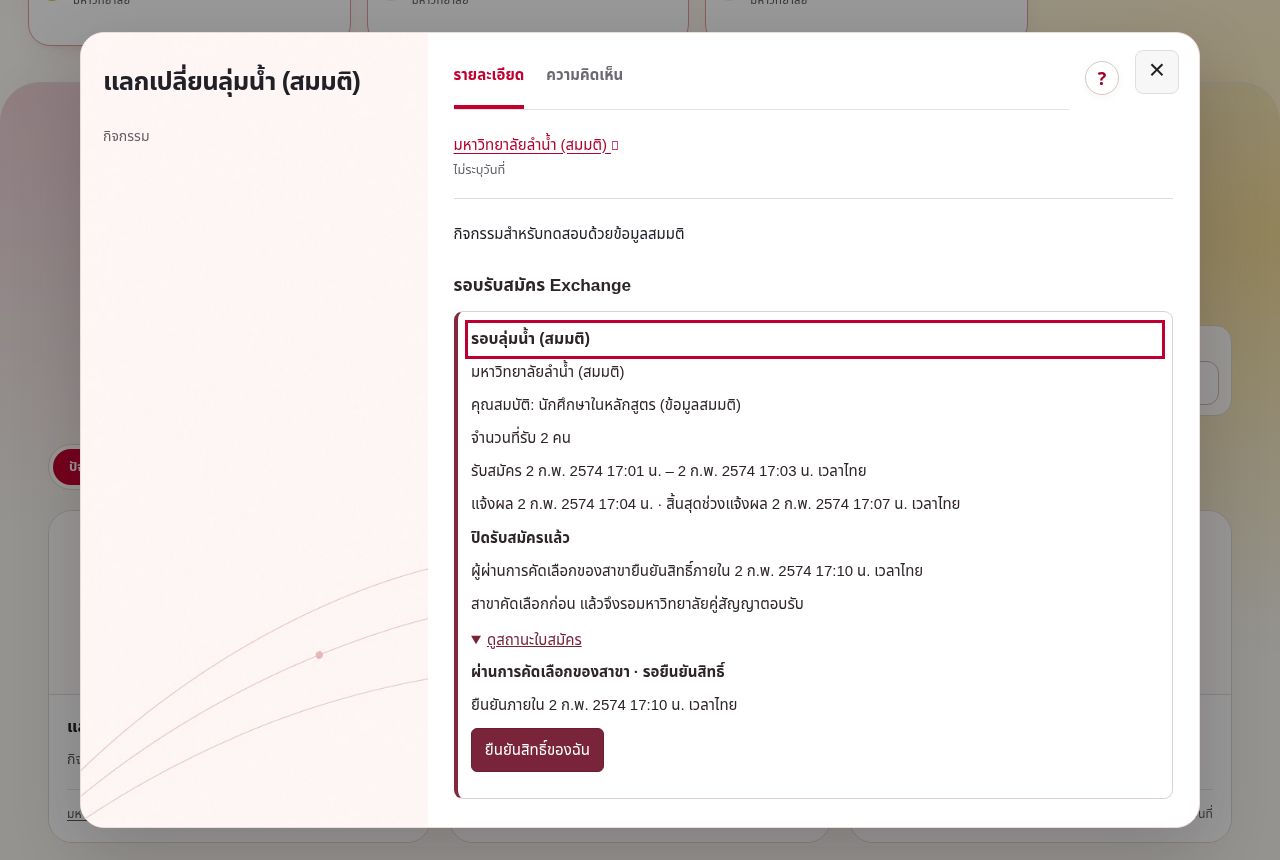 แลกเปลี่ยนลุ่มน้ำ (สมมติ)
กิจกรรม
รายละเอียด
ความคิดเห็น
?
✕
มหาวิทยาลัยลำน้ำ (สมมติ)
ไม่ระบุวันที่
กิจกรรมสำหรับทดสอบด้วยข้อมูลสมมติ
รอบรับสมัคร Exchange
รอบลุ่มน้ำ (สมมติ)
มหาวิทยาลัยลำน้ำ (สมมติ)
คุณสมบัติ: นักศึกษาในหลักสูตร (ข้อมูลสมมติ)
จำนวนที่รับ 2 คน
รับสมัคร 2 ก.พ. 2574 17:01 น. – 2 ก.พ. 2574 17:03 น. เวลาไทย
แจ้งผล 2 ก.พ. 2574 17:04 น. · สิ้นสุดช่วงแจ้งผล 2 ก.พ. 2574 17:07 น. เวลาไทย
ปิดรับสมัครแล้ว
ผู้ผ่านการคัดเลือกของสาขายืนยันสิทธิ์ภายใน 2 ก.พ. 2574 17:10 น. เวลาไทย
สาขาคัดเลือกก่อน แล้วจึงรอมหาวิทยาลัยคู่สัญญาตอบรับ
▼ ดูสถานะใบสมัคร
ผ่านการคัดเลือกของสาขา · รอยืนยันสิทธิ์
ยืนยันภายใน 2 ก.พ. 2574 17:10 น. เวลาไทย
ยืนยันสิทธิ์ของฉัน